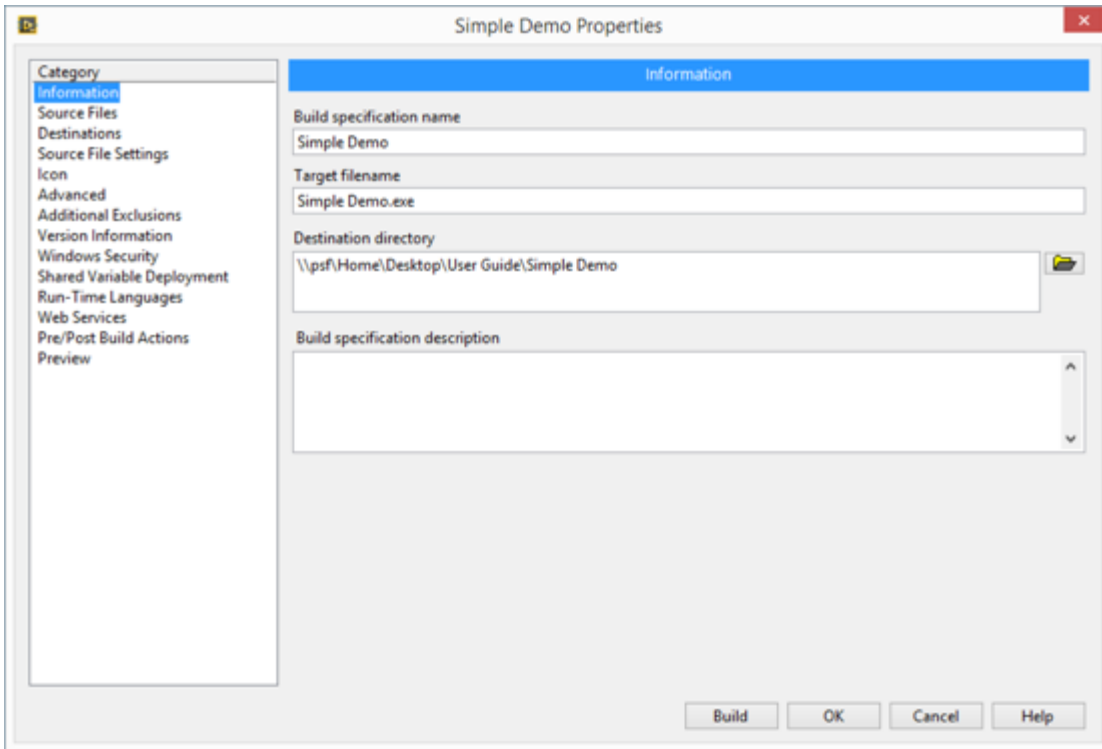 Simple Demo Properties
Category
Information
Source Files
Destinations
Source File Settings
Icon
Advanced
Additional Exclusions
Version Information
Windows Security
Shared Variable Deployment
Run-Time Languages
Web Services
Pre/Post Build Actions
Preview
Information
Build specification name
Simple Demo
Target filename
Simple Demo.exe
Destination directory
\\psf\Home\Desktop\User Guide\Simple Demo
Build specification description
Build
OK
Cancel
Help